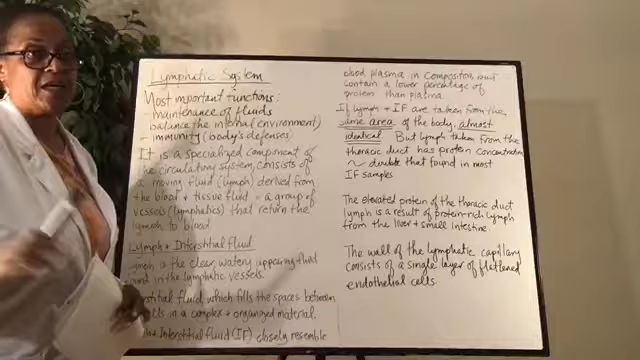 Lymphatic System
Most important functions:
maintenance of fluids
balance the internal (environment)
immunity (body's defenses)
It is a specialized component of
the circulatory system, consists of
a moving fluid (lymph) derived from
the blood + tissue fluid + a group of
vessels (lymphatics) that return the
lymph to blood
Lymph + Interstitial Fluid
lymph is the clear, watery appearing fluid
found in the lymphatic vessels.
fluid, which fills the spaces between
in a complex + organized material
Interstitial fluid (IF) closely resemble
blood plasma in composition, but
contain a lower percentage of
protein than plasma.
If lymph + IF are taken from the
same area of the body, almost
identical But lymph taken from the
thoracic duct has protein concentration
~ double that found in most
IF samples
The elevated protein of the thoracic duct
lymph is a result of protein-rich lymph
from the liver + small intestine
The wall of the lymphatic capillary
consists of a single layer of flattened
endothelial cells